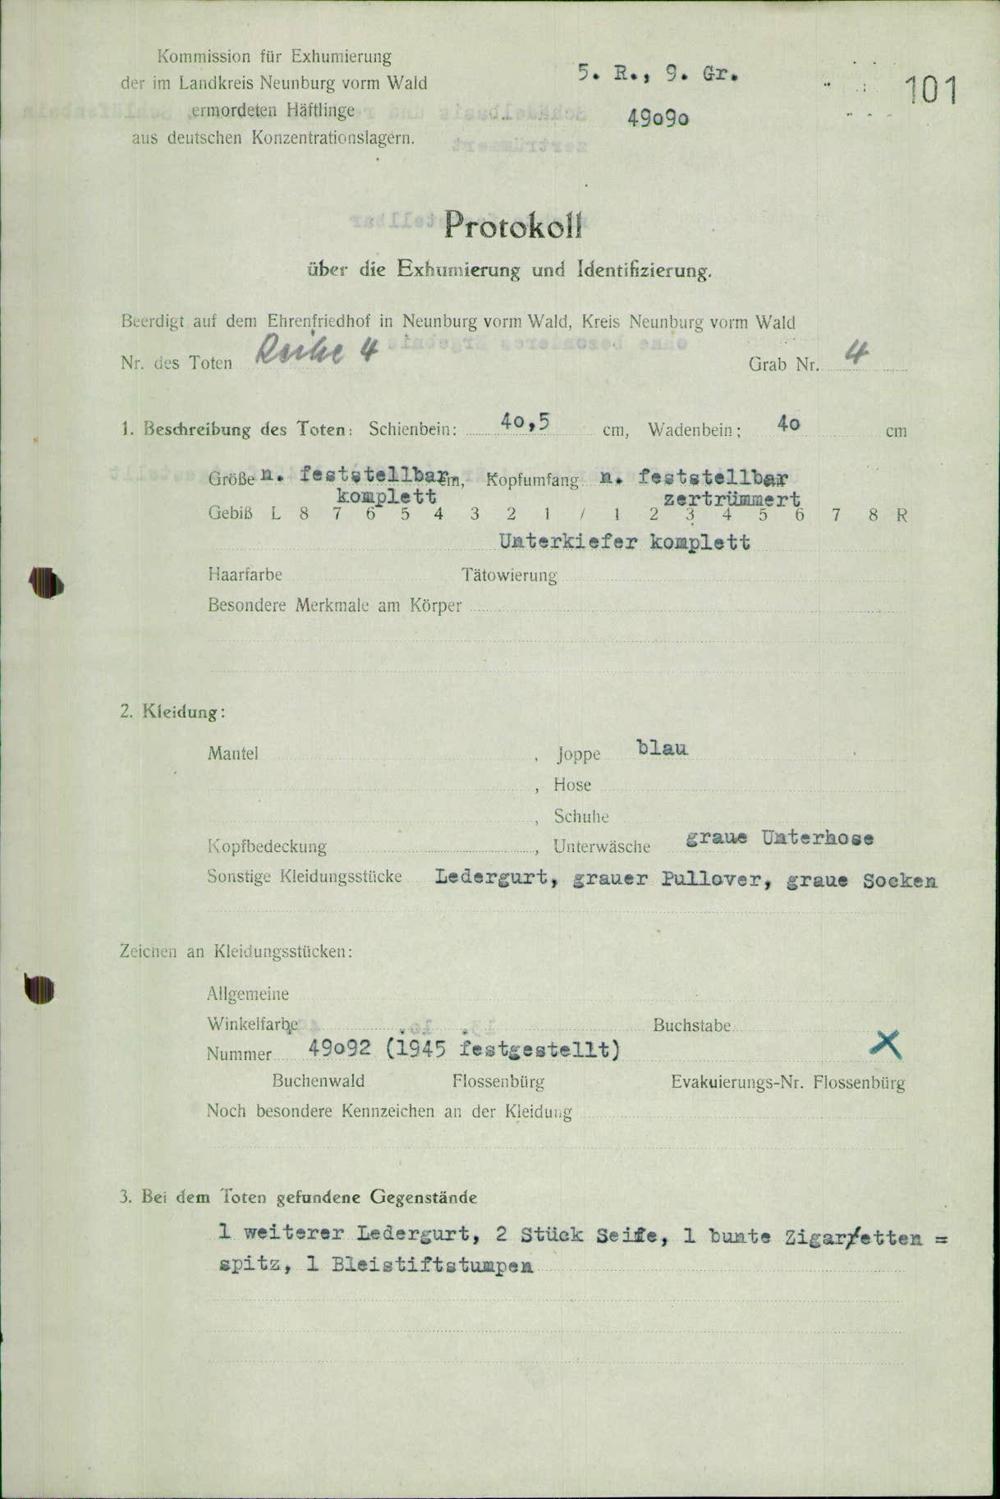 Kommission für Exhumierung
der im Landkreis Neunburg vorm Wald
ermordeten Häftlinge
aus deutschen Konzentrationslagern.
5. R., 9. Gr.
49o9o
101
Protokoll
über die Exhumierung und Identifizierung.
Beerdigt auf dem Ehrenfriedhof in Neunburg vorm Wald, Kreis Neunburg vorm Wald
Nr. des Toten Reihe 4 Grab Nr. 4
1. Beschreibung des Toten: Schienbein: 4o,5 cm, Wadenbein: 4o cm
Größe n. feststellbar cm, Kopfumfang n. feststellbar
komplett zertrümmert
Gebiß L 8 7 6 5 4 3 2 1 / 1 2 3 4 5 6 7 8 R
Unterkiefer komplett
Haarfarbe Tätowierung
Besondere Merkmale am Körper
2. Kleidung:
Mantel , Joppe blau
, Hose
, Schuhe
Kopfbedeckung , Unterwäsche graue Unterhose
Sonstige Kleidungsstücke Ledergurt, grauer Pullover, graue Socken
Zeichen an Kleidungsstücken:
Allgemeine
Winkelfarbe Buchstabe
Nummer 49o92 (1945 festgestellt) X
Buchenwald Flossenbürg Evakuierungs-Nr. Flossenbürg
Noch besondere Kennzeichen an der Kleidung
3. Bei dem Toten gefundene Gegenstände
1 weiterer Ledergurt, 2 Stück Seife, 1 bunte Zigarretten =
spitz, 1 Bleistiftstumpen